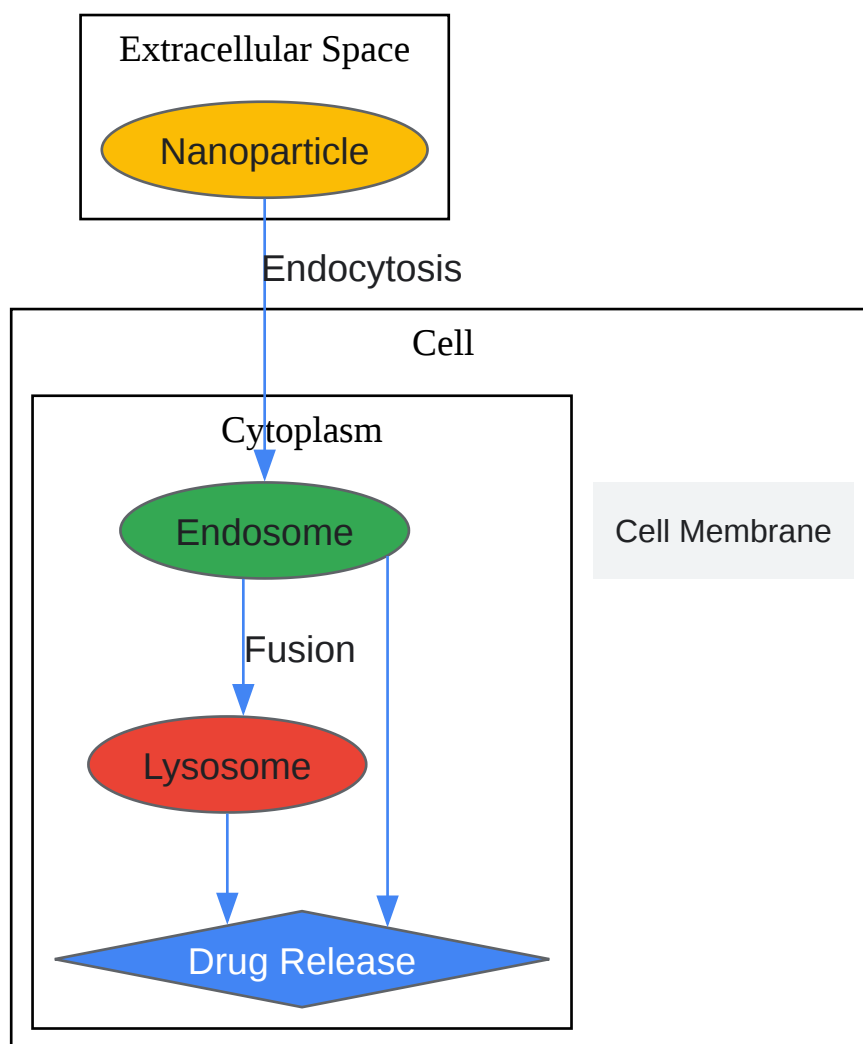 Extracellular Space
Nanoparticle
Endocytosis
Cell
Cytoplasm
Endosome
Cell Membrane
Fusion
Lysosome
Drug Release